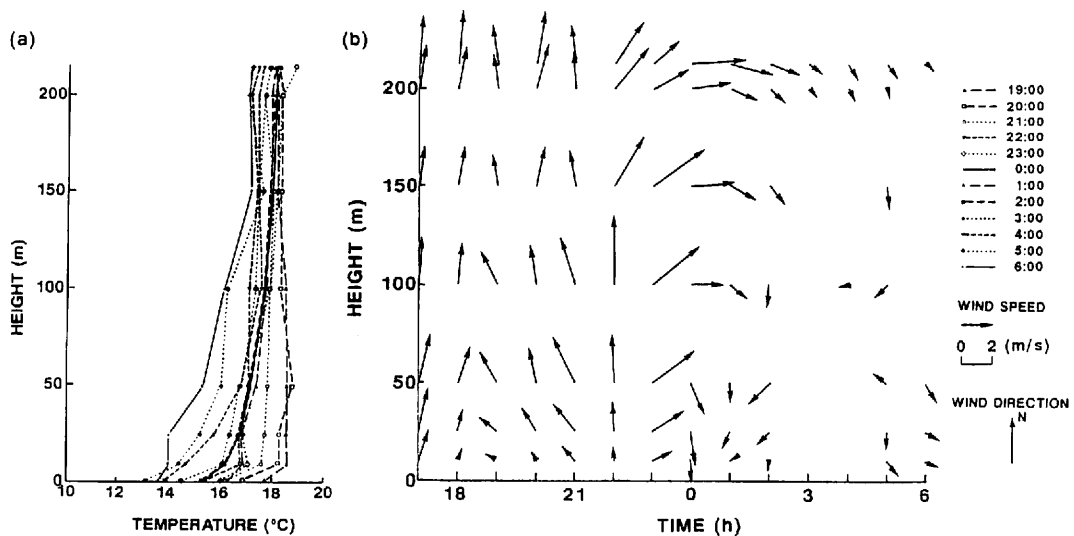 (a)
200
150
100
50
0
HEIGHT (m)
10 12 14 16 18 20
TEMPERATURE (°C)
(b)
200
150
100
50
0
HEIGHT (m)
18 21 0 3 6
TIME (h)
19:00
20:00
21:00
22:00
23:00
0:00
1:00
2:00
3:00
4:00
5:00
6:00
WIND SPEED
0 2 (m/s)
WIND DIRECTION
N